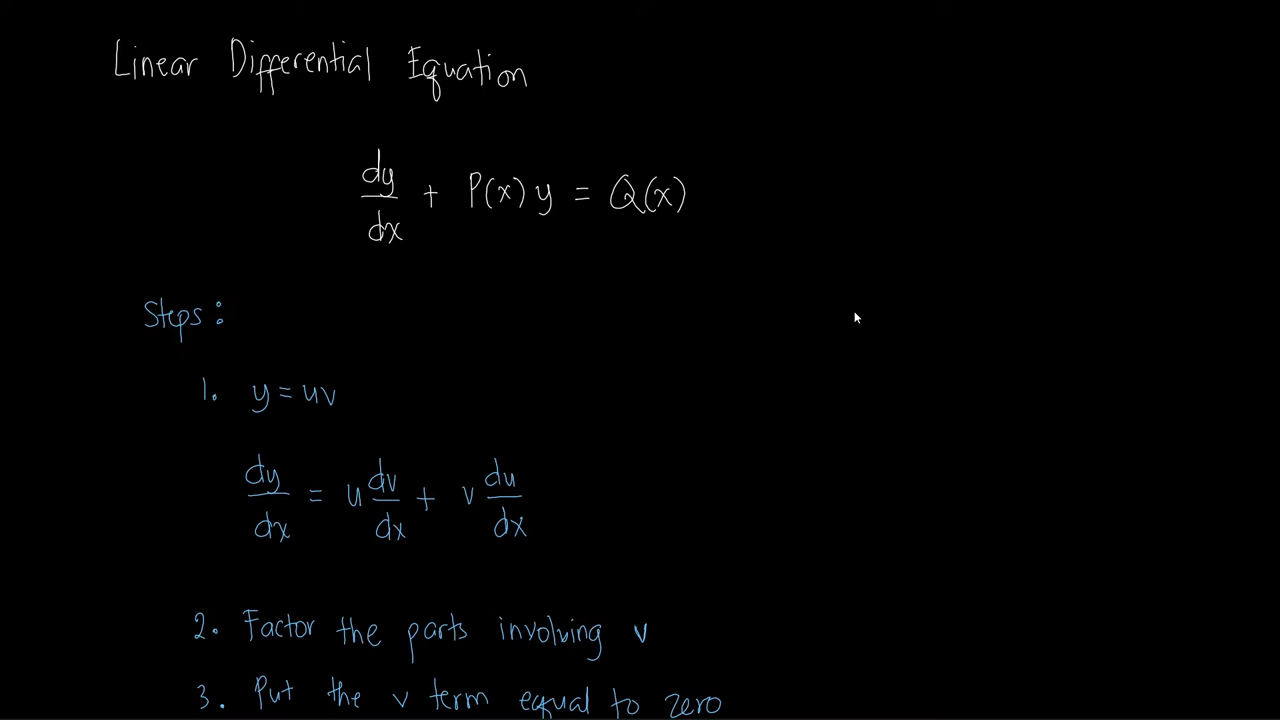 Linear Differential Equation
dy/dx + P(x) y = Q(x)
Steps:
1. y = uv
dy/dx = u dv/dx + v du/dx
2. Factor the parts involving v
3. Put the v term equal to zero